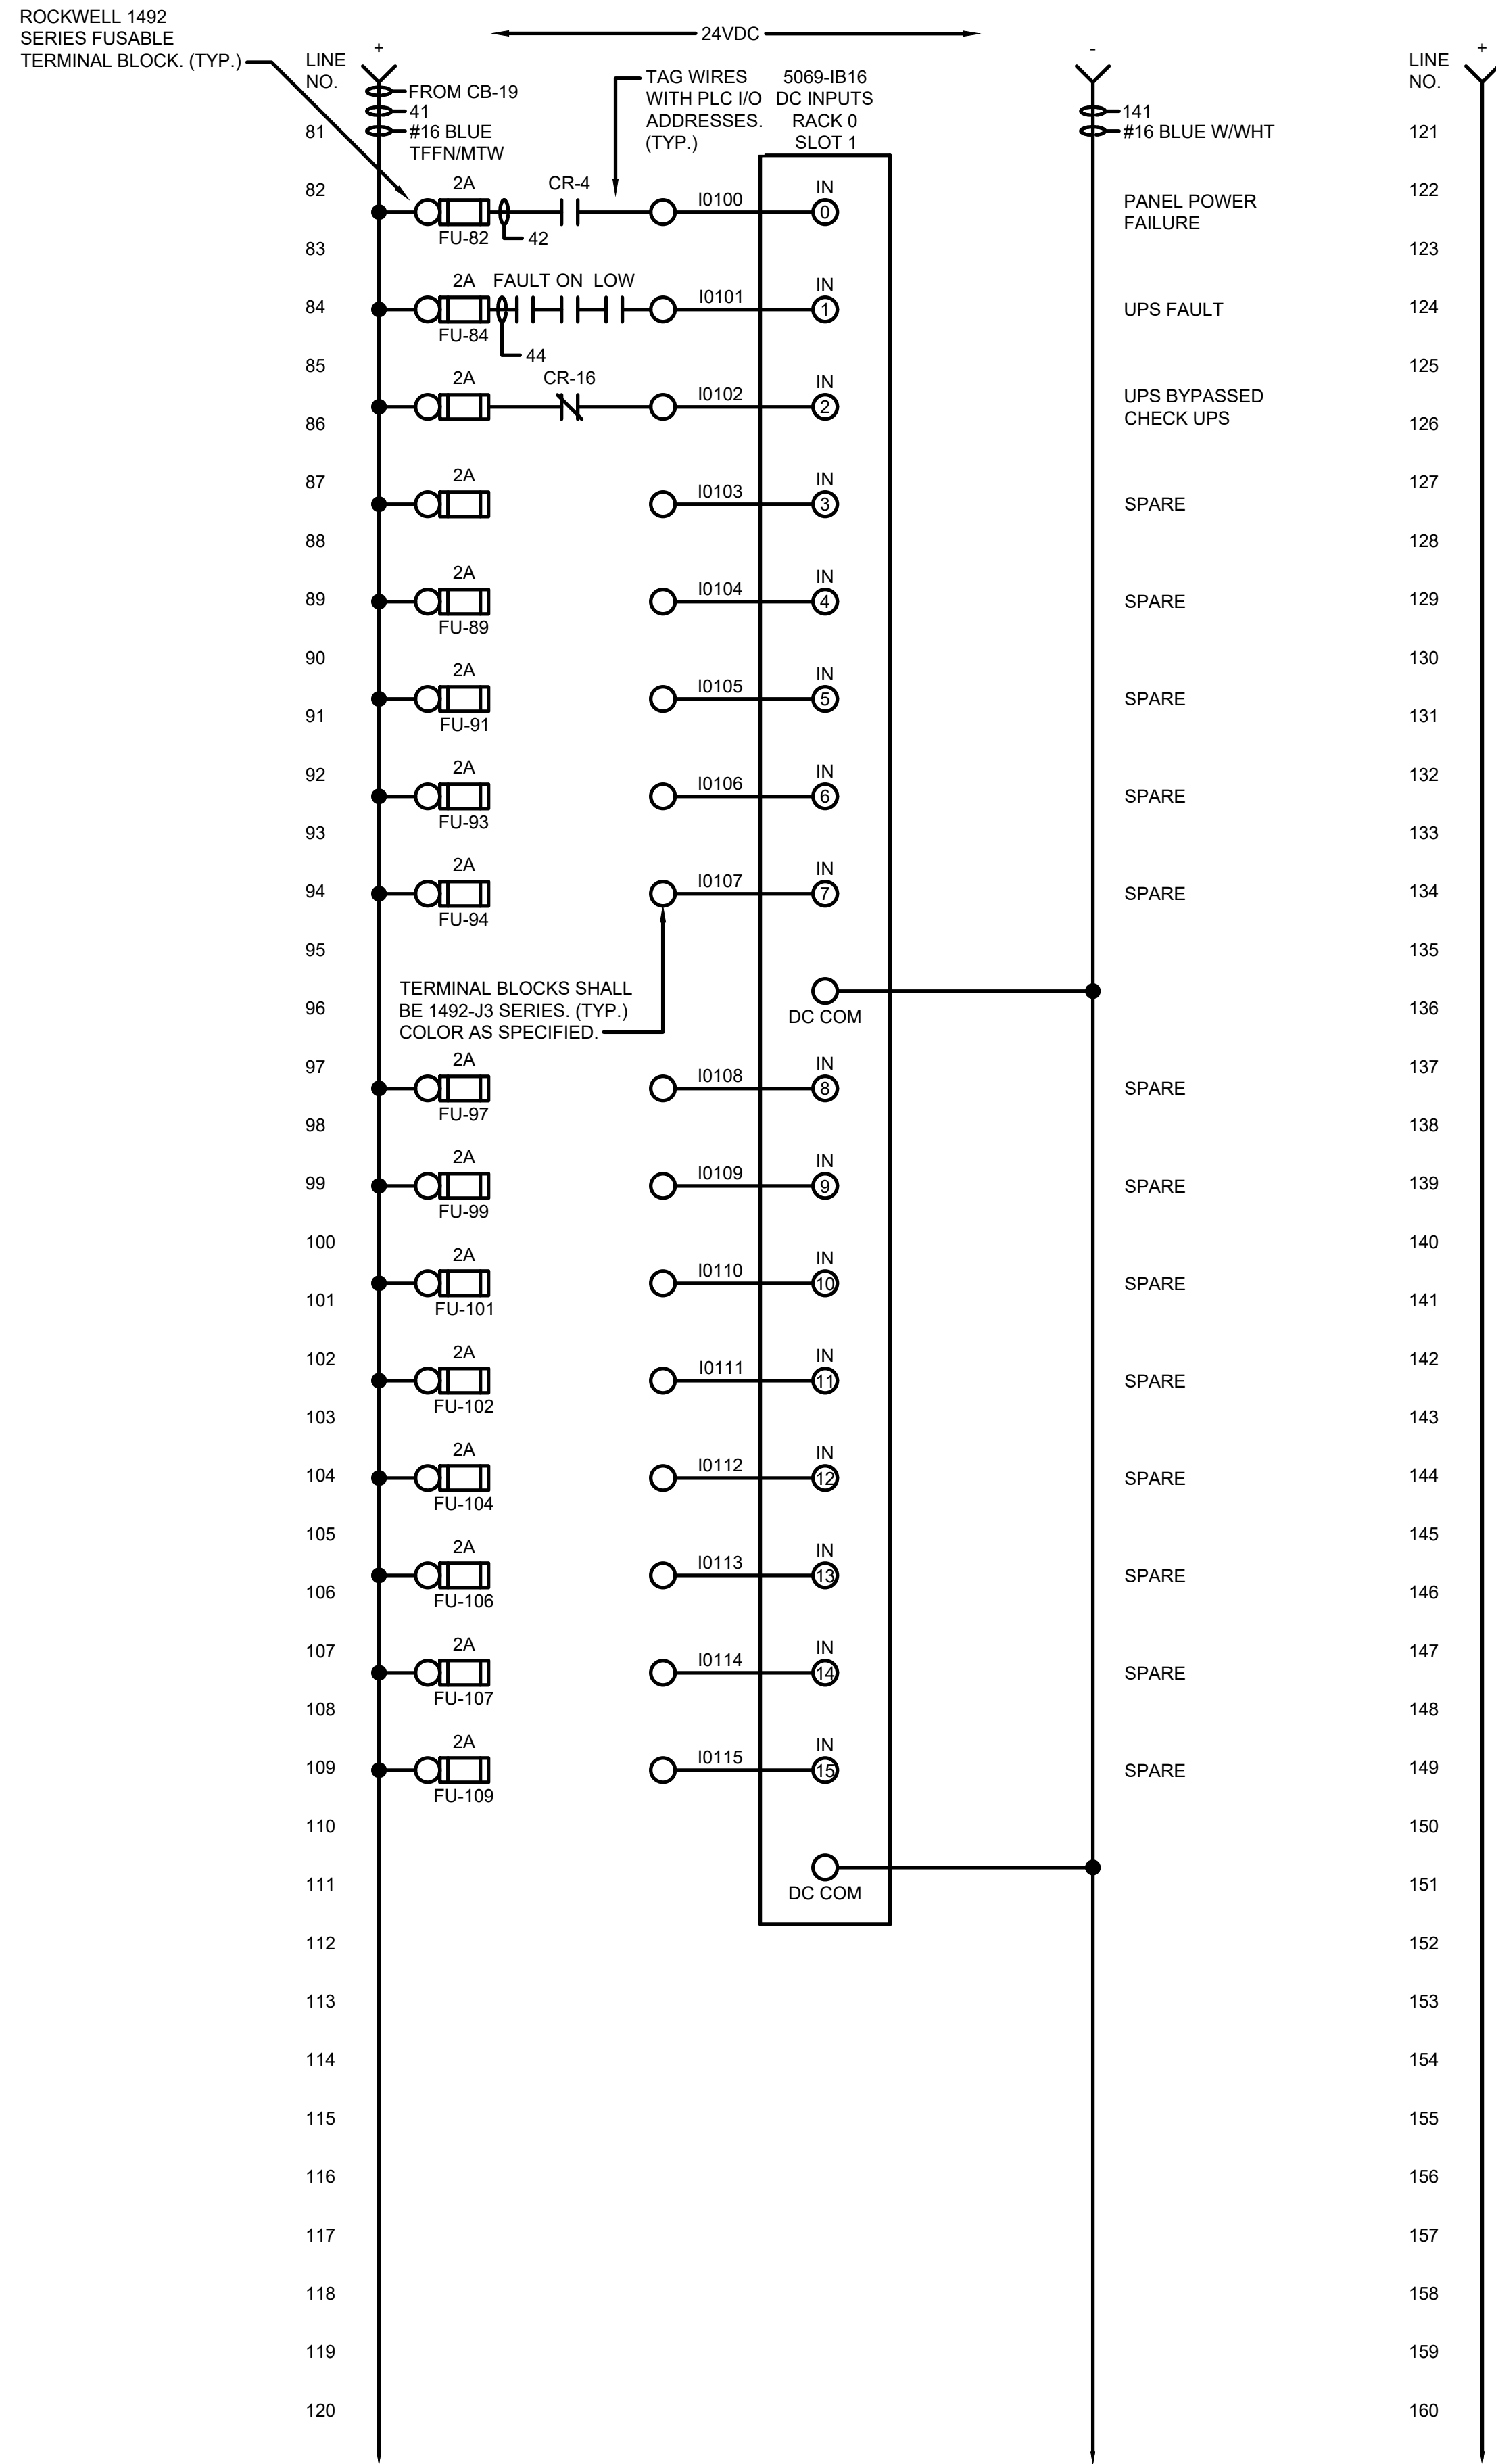 ROCKWELL 1492
SERIES FUSABLE
TERMINAL BLOCK. (TYP.)
24VDC
LINE
NO.
+
-
LINE
NO.
+
FROM CB-19
41
#16 BLUE
TFFN/MTW
TAG WIRES
WITH PLC I/O
ADDRESSES.
(TYP.)
5069-IB16
DC INPUTS
RACK 0
SLOT 1
141
#16 BLUE W/WHT
81
121
82
2A
CR-4
I0100
IN
0
FU-82
42
PANEL POWER
FAILURE
122
83
123
84
2A
FAULT ON LOW
I0101
IN
1
FU-84
44
UPS FAULT
124
85
125
2A
CR-16
I0102
IN
2
UPS BYPASSED
CHECK UPS
86
126
87
2A
I0103
IN
3
SPARE
127
88
128
89
2A
FU-89
I0104
IN
4
SPARE
129
90
130
2A
FU-91
I0105
IN
5
SPARE
91
131
92
2A
FU-93
I0106
IN
6
SPARE
132
93
133
94
2A
FU-94
I0107
IN
7
SPARE
134
95
135
TERMINAL BLOCKS SHALL
BE 1492-J3 SERIES. (TYP.)
COLOR AS SPECIFIED.
DC COM
96
136
97
2A
FU-97
I0108
IN
8
SPARE
137
98
138
99
2A
FU-99
I0109
IN
9
SPARE
139
100
140
2A
FU-101
I0110
IN
10
SPARE
101
141
102
2A
FU-102
I0111
IN
11
SPARE
142
103
143
104
2A
FU-104
I0112
IN
12
SPARE
144
105
145
2A
FU-106
I0113
IN
13
SPARE
106
146
107
2A
FU-107
I0114
IN
14
SPARE
147
108
148
109
2A
FU-109
I0115
IN
15
SPARE
149
110
150
DC COM
111
151
112
152
113
153
114
154
115
155
116
156
117
157
118
158
119
159
120
160